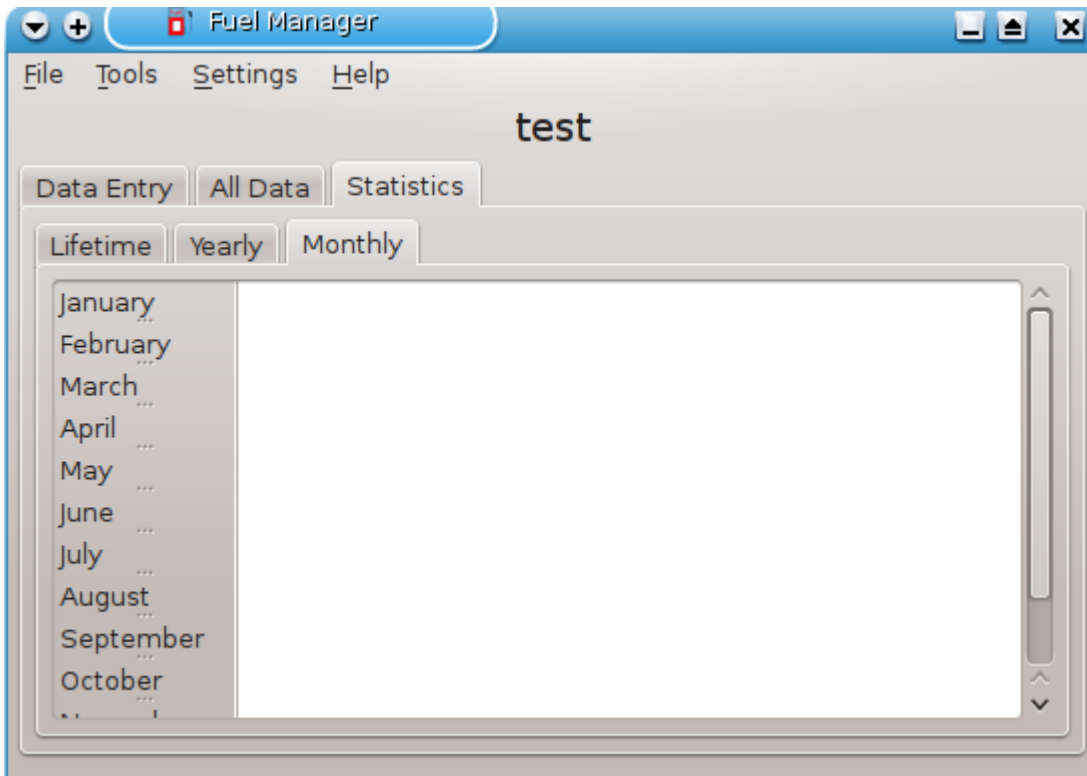 Fuel Manager
File Tools Settings Help
test
Data Entry All Data Statistics
Lifetime Yearly Monthly
January
February
March
April
May
June
July
August
September
October